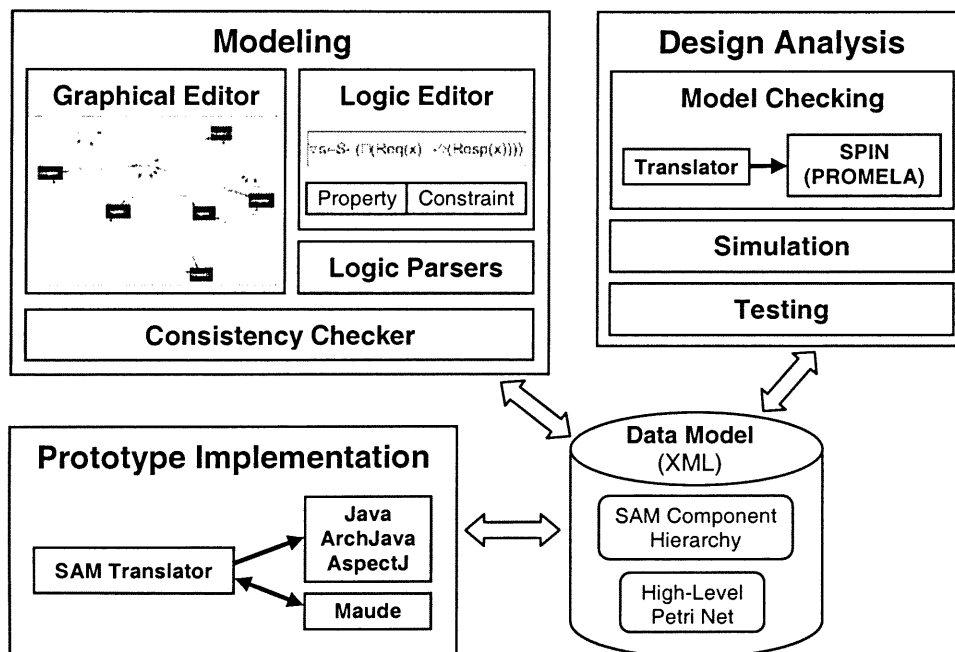 Modeling
Graphical Editor
Logic Editor
(Req(x)
(Resp(x))))
Property
Constraint
Logic Parsers
Consistency Checker
Design Analysis
Model Checking
Translator
SPIN
(PROMELA)
Simulation
Testing
Prototype Implementation
SAM Translator
Java
ArchJava
AspectJ
Maude
Data Model
(XML)
SAM Component
Hierarchy
High-Level
Petri Net